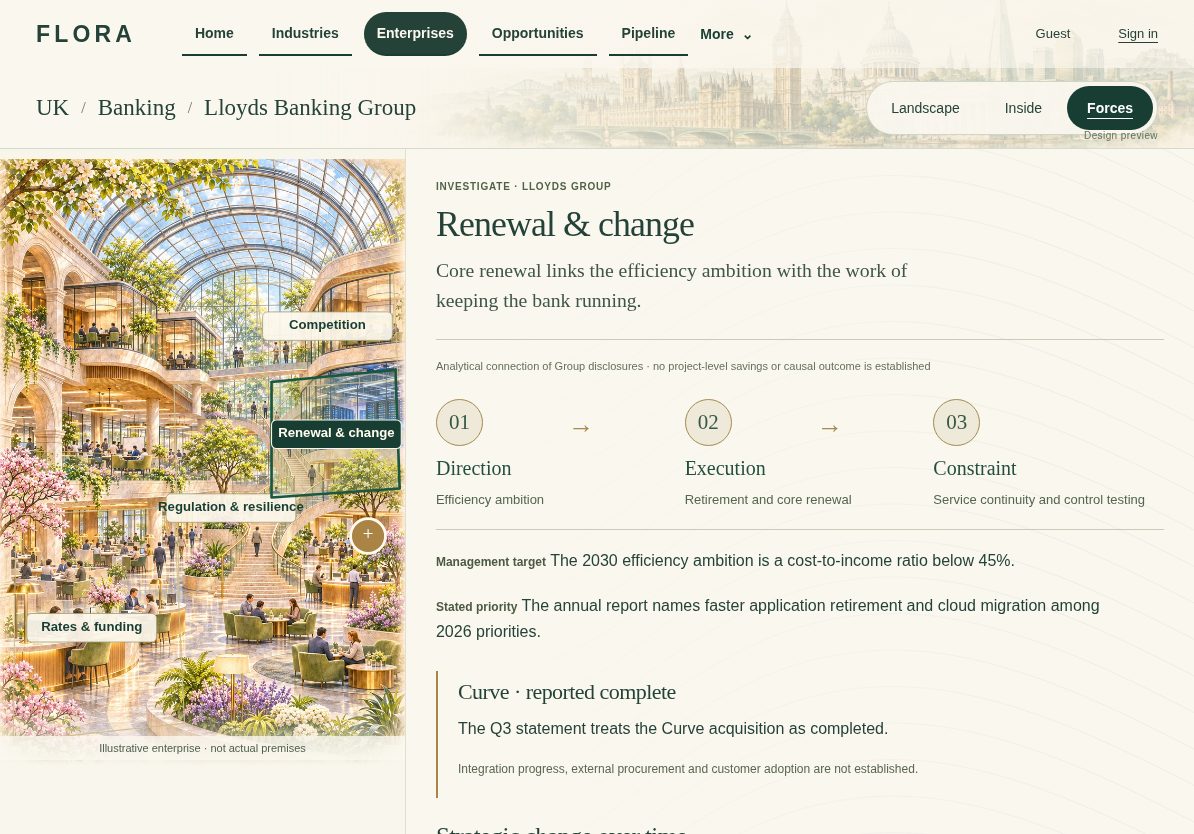 FLORA
Home
Industries
Enterprises
Opportunities
Pipeline
More
Guest
Sign in
UK / Banking / Lloyds Banking Group
Landscape
Inside
Forces
Design preview
Competition
Renewal & change
Regulation & resilience
+
Rates & funding
Illustrative enterprise · not actual premises
INVESTIGATE · LLOYDS GROUP
Renewal & change
Core renewal links the efficiency ambition with the work of
keeping the bank running.
Analytical connection of Group disclosures · no project-level savings or causal outcome is established
01 → 02 → 03
Direction
Execution
Constraint
Efficiency ambition
Retirement and core renewal
Service continuity and control testing
Management target The 2030 efficiency ambition is a cost-to-income ratio below 45%.
Stated priority The annual report names faster application retirement and cloud migration among
2026 priorities.
Curve · reported complete
The Q3 statement treats the Curve acquisition as completed.
Integration progress, external procurement and customer adoption are not established.
Strategic change over time